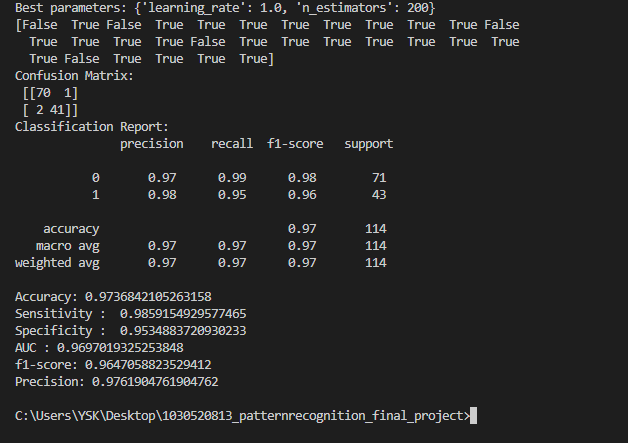 Best parameters: {'learning_rate': 1.0, 'n_estimators': 200}
[False  True False  True  True  True  True  True  True  True  True False
  True  True  True  True False  True  True  True  True  True  True  True
  True False  True  True  True  True]
Confusion Matrix:
 [[70  1]
 [ 2 41]]
Classification Report:
              precision    recall  f1-score   support

           0       0.97      0.99      0.98        71
           1       0.98      0.95      0.96        43

    accuracy                           0.97       114
   macro avg       0.97      0.97      0.97       114
weighted avg       0.97      0.97      0.97       114

Accuracy: 0.9736842105263158
Sensitivity :  0.9859154929577465
Specificity :  0.9534883720930233
AUC : 0.9697019325253848
f1-score: 0.9647058823529412
Precision: 0.9761904761904762

C:\Users\YSK\Desktop\1030520813_patternrecognition_final_project>